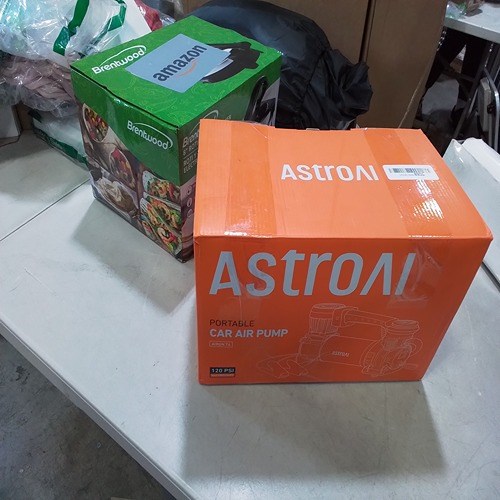 Brentwood
amazon
Brentwood
ASTROAI
ASTROAI
PORTABLE
CAR AIR PUMP
120 PSI